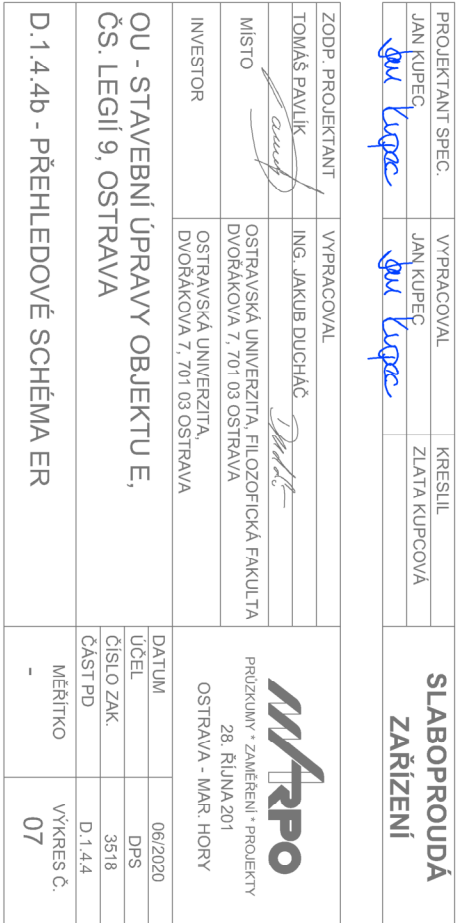 PROJEKTANT SPEC.
JAN KUPEC
Jan Kupec
VYPRACOVAL
JAN KUPEC
Jan Kupec
KRESLIL
ZLATA KUPCOVÁ
SLABOPROUDÁ
ZAŘÍZENÍ
ZODP. PROJEKTANT
TOMÁŠ PAVLÍK
VYPRACOVAL
ING. JAKUB DUCHÁČ
MÍSTO
OSTRAVSKÁ UNIVERZITA, FILOZOFICKÁ FAKULTA
DVOŘÁKOVA 7, 701 03 OSTRAVA
INVESTOR
OSTRAVSKÁ UNIVERZITA,
DVOŘÁKOVA 7, 701 03 OSTRAVA
MARPO
PRŮZKUMY * ZAMĚŘENÍ * PROJEKTY
28. ŘÍJNA 201
OSTRAVA - MAR. HORY
OU - STAVEBNÍ ÚPRAVY OBJEKTU E,
ČS. LEGIÍ 9, OSTRAVA
DATUM 06/2020
ÚČEL DPS
ČÍSLO ZAK. 3518
ČÁST PD D.1.4.4
D.1.4.4b - PŘEHLEDOVÉ SCHÉMA ER
MĚŘÍTKO
-
VÝKRES Č.
07